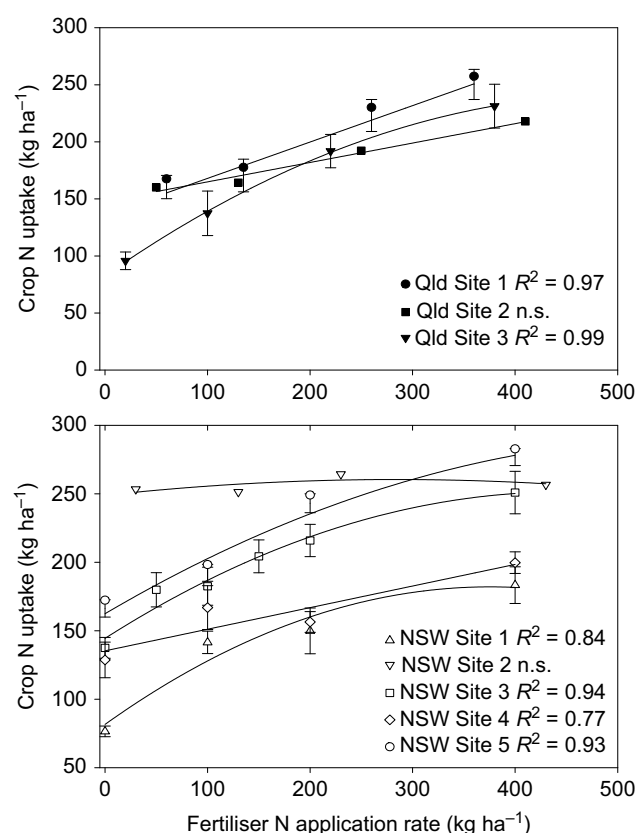 300
250
200
150
100
50
0
Crop N uptake (kg ha⁻¹)
Qld Site 1 R² = 0.97
Qld Site 2 n.s.
Qld Site 3 R² = 0.99
0 100 200 300 400 500
300
250
200
150
100
50
Crop N uptake (kg ha⁻¹)
NSW Site 1 R² = 0.84
NSW Site 2 n.s.
NSW Site 3 R² = 0.94
NSW Site 4 R² = 0.77
NSW Site 5 R² = 0.93
0 100 200 300 400 500
Fertiliser N application rate (kg ha⁻¹)